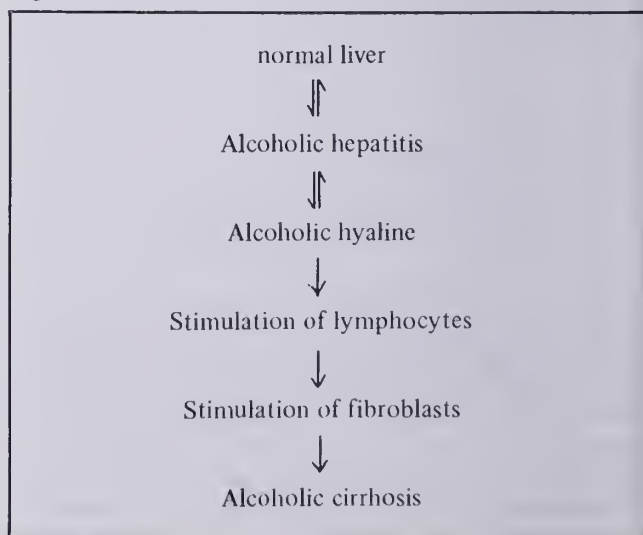 normal liver
Alcoholic hepatitis
Alcoholic hyaline
Stimulation of lymphocytes
Stimulation of fibroblasts
Alcoholic cirrhosis